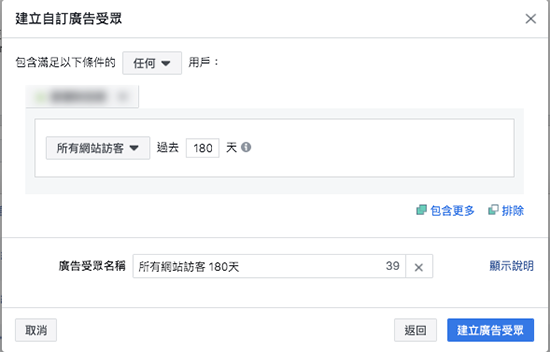 建立自訂廣告受眾
包含滿足以下條件的 任何 用戶：
所有網站訪客 過去 180 天
包含更多 排除
廣告受眾名稱 所有網站訪客 180天 39 顯示說明
取消 返回 建立廣告受眾